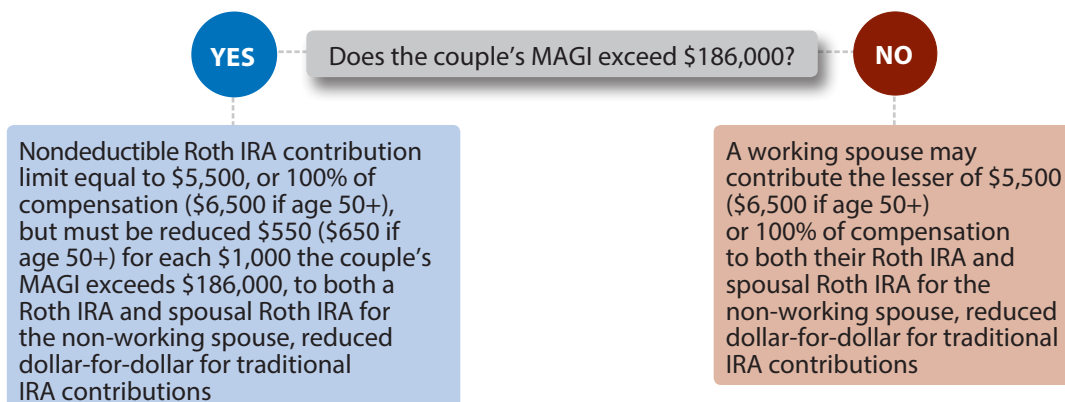 YES
Does the couple's MAGI exceed $186,000?
NO
Nondeductible Roth IRA contribution
limit equal to $5,500, or 100% of
compensation ($6,500 if age 50+),
but must be reduced $550 ($650 if
age 50+) for each $1,000 the couple's
MAGI exceeds $186,000, to both a
Roth IRA and spousal Roth IRA for
the non-working spouse, reduced
dollar-for-dollar for traditional
IRA contributions
A working spouse may
contribute the lesser of $5,500
($6,500 if age 50+)
or 100% of compensation
to both their Roth IRA and
spousal Roth IRA for the
non-working spouse, reduced
dollar-for-dollar for traditional
IRA contributions